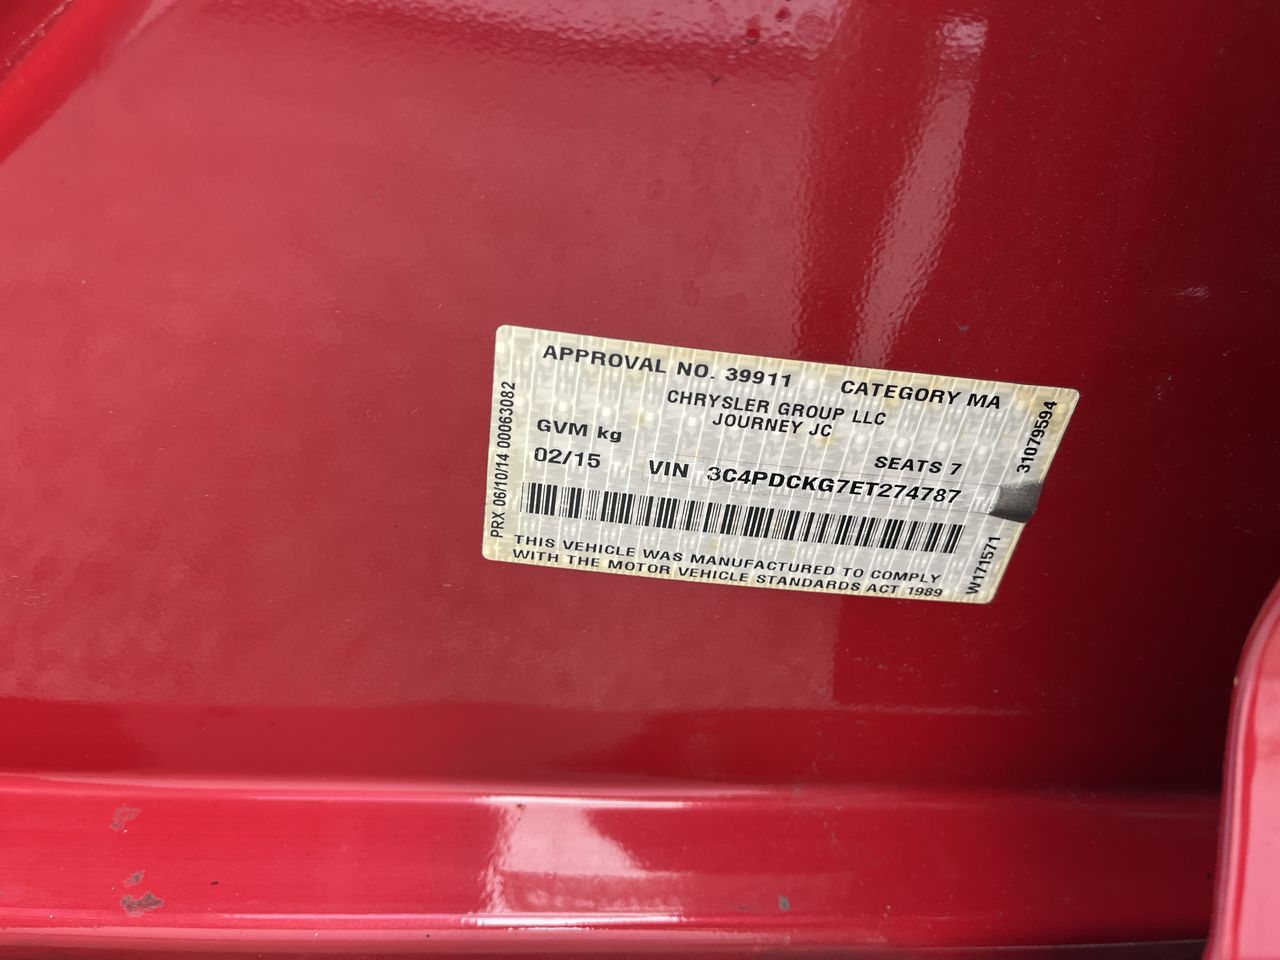 APPROVAL NO. 39911 CATEGORY MA
CHRYSLER GROUP LLC
JOURNEY JC
GVM kg
SEATS 7
02/15 VIN 3C4PDCKG7ET274787
THIS VEHICLE WAS MANUFACTURED TO COMPLY
WITH THE MOTOR VEHICLE STANDARDS ACT 1989
PRX 06/10/14 00063082
31079594
W171571